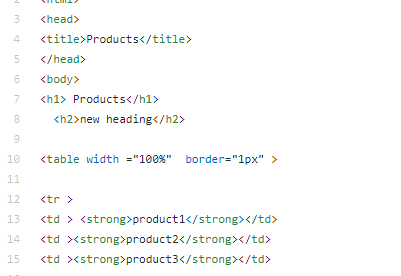 2 <html>
3 <head>
4 <title>Products</title>
5 </head>
6 <body>
7 <h1> Products</h1>
8 <h2>new heading</h2>
9
10 <table width ="100%" border="1px" >
11
12 <tr >
13 <td > <strong>product1</strong></td>
14 <td ><strong>product2</strong></td>
15 <td ><strong>product3</strong></td>